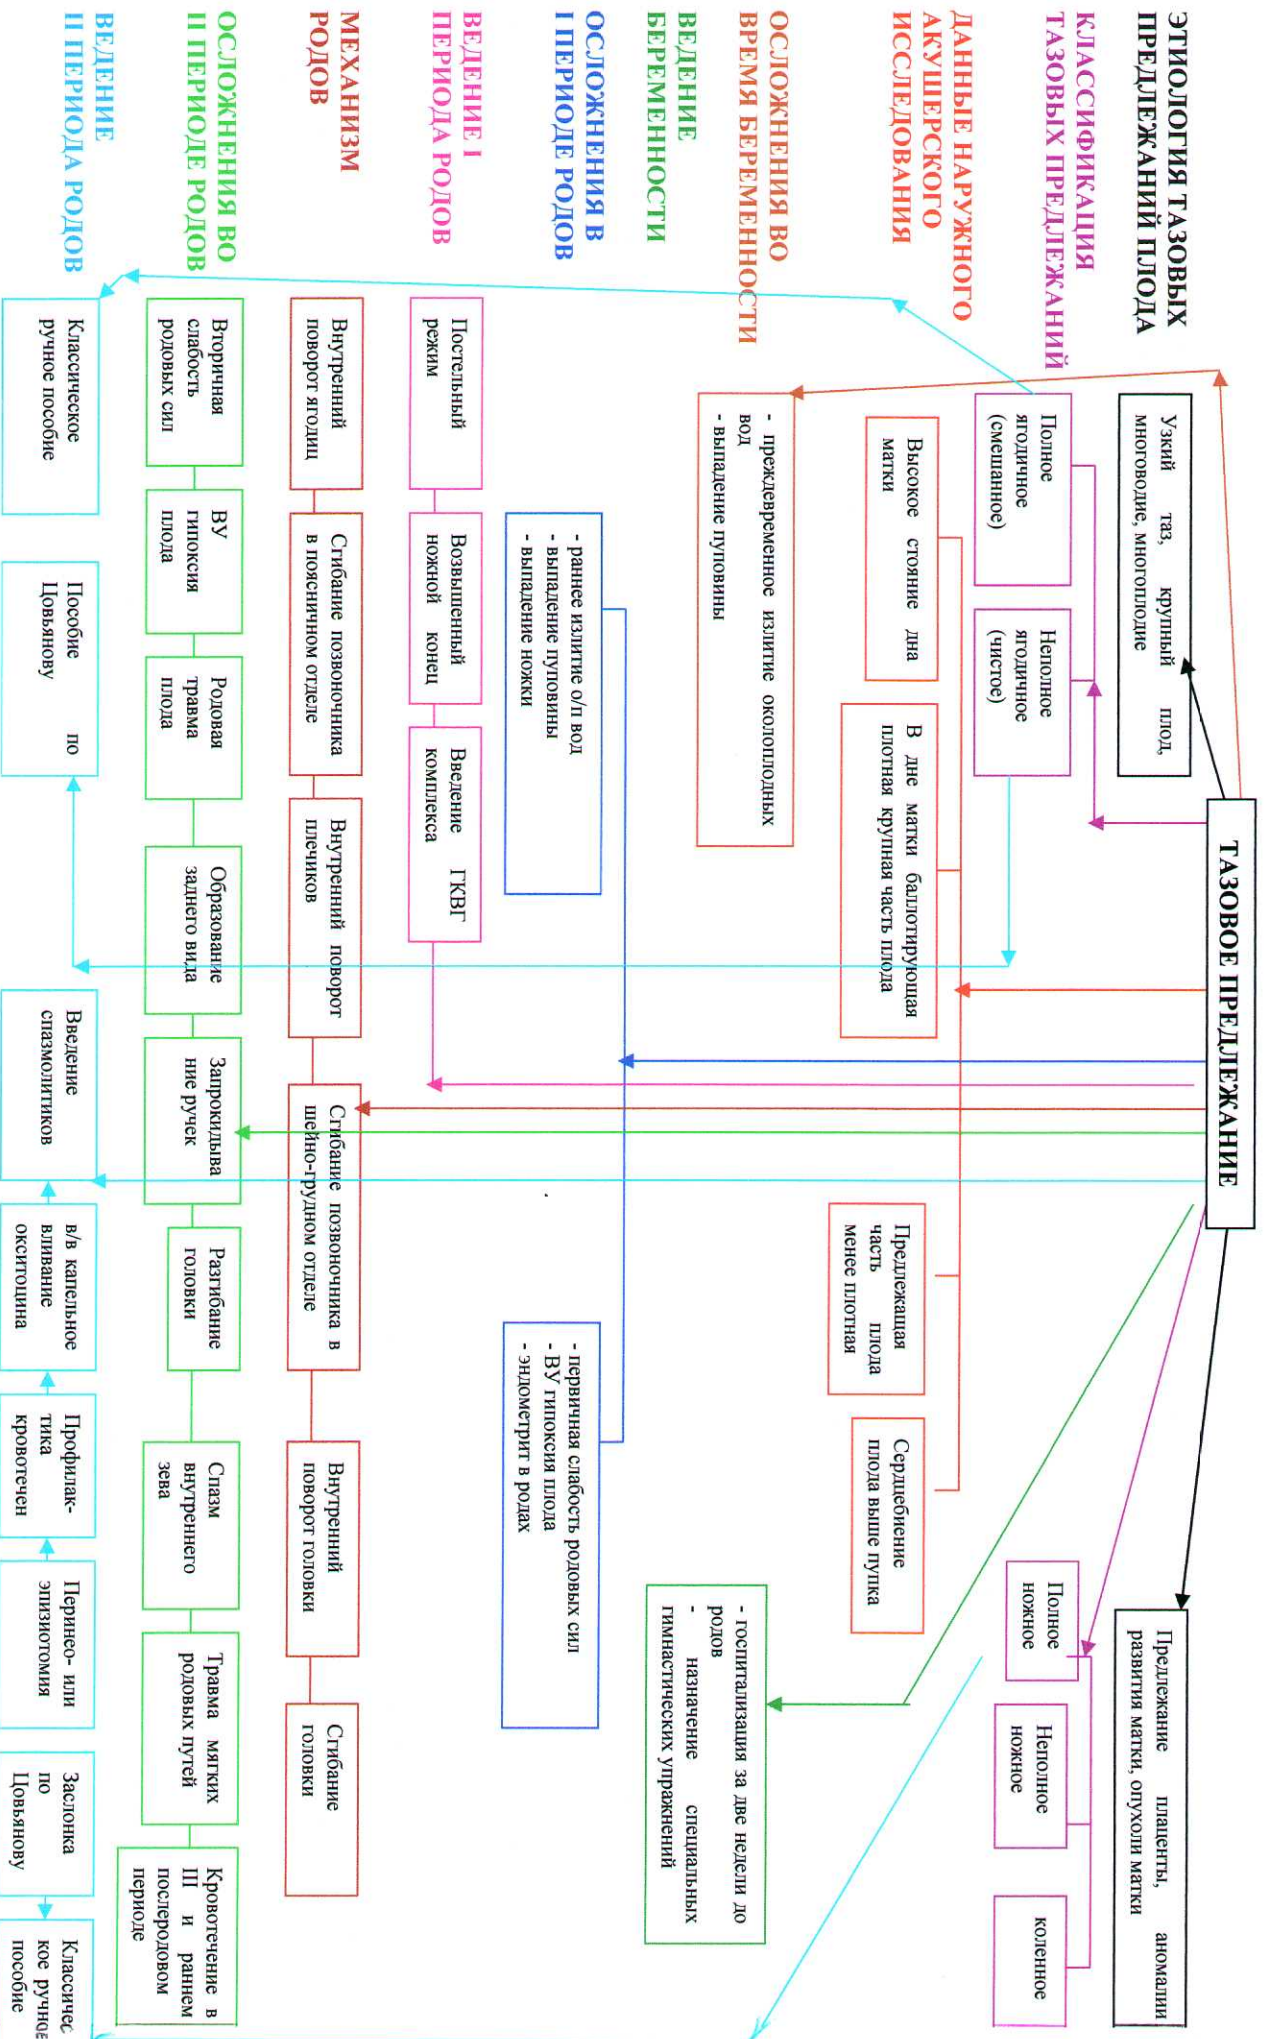 ТАЗОВОЕ ПРЕДЛЕЖАНИЕ
ЭТИОЛОГИЯ ТАЗОВЫХ
ПРЕДЛЕЖАНИЙ ПЛОДА
Узкий таз, крупный плод,
многоводие, многоплодие
Предлежание плаценты, аномалии
развития матки, опухоли матки
КЛАССИФИКАЦИЯ
ТАЗОВЫХ ПРЕДЛЕЖАНИЙ
Полное
ягодичное
(смешанное)
Неполное
ягодичное
(чистое)
Полное
ножное
Неполное
ножное
коленное
ДАННЫЕ НАРУЖНОГО
АКУШЕРСКОГО
ИССЛЕДОВАНИЯ
Высокое стояние дна
матки
В дне матки баллотирующая
плотная крупная часть плода
Предлежащая
часть плода
менее плотная
Сердцебиение
плода выше пупка
ОСЛОЖНЕНИЯ ВО
ВРЕМЯ БЕРЕМЕННОСТИ
- преждевременное излитие околоплодных
вод
- выпадение пуповины
ВЕДЕНИЕ
БЕРЕМЕННОСТИ
- госпитализация за две недели до
родов
- назначение специальных
гимнастических упражнений
ОСЛОЖНЕНИЯ В
I ПЕРИОДЕ РОДОВ
- раннее излитие о/п вод
- выпадение пуповины
- выпадение ножки
- первичная слабость родовых сил
- ВУ гипоксия плода
- эндометрит в родах
ВЕДЕНИЕ I
ПЕРИОДА РОДОВ
Постельный
режим
Возвышенный
ножной конец
Введение ГКВГ
комплекса
МЕХАНИЗМ
РОДОВ
Внутренний
поворот ягодиц
Сгибание позвоночника
в поясничном отделе
Внутренний поворот
плечиков
Сгибание позвоночника в
шейно-грудном отделе
Внутренний
поворот головки
Сгибание
головки
ОСЛОЖНЕНИЯ ВО
II ПЕРИОДЕ РОДОВ
Вторичная
слабость
родовых сил
ВУ
гипоксия
плода
Родовая
травма
плода
Образование
заднего вида
Запрокидыва
ние ручек
Разгибание
головки
Спазм
внутреннего
зева
Травма мягких
родовых путей
Кровотечение в
III и раннем
послеродовом
периоде
ВЕДЕНИЕ
II ПЕРИОДА РОДОВ
Классическое
ручное пособие
Пособие по
Цовьянову
Введение
спазмолитиков
в/в капельное
вливание
окситоцина
Профилак-
тика
кровотечен
Перинео- или
эпизиотомия
Заслонка
по
Цовьянову
Классичес
кое ручное
пособие